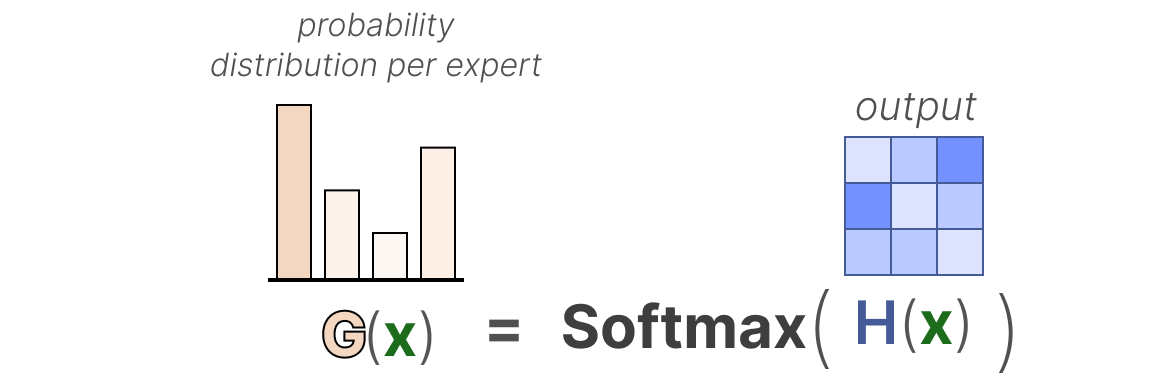 probability
distribution per expert
output
G(x) = Softmax( H(x) )